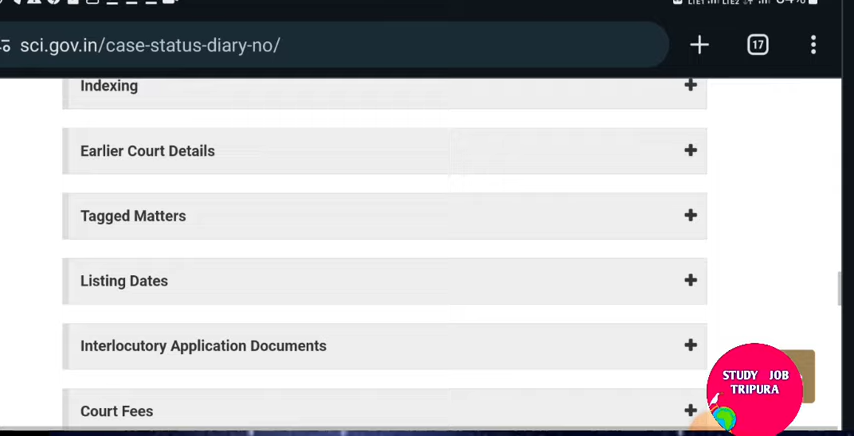 sci.gov.in/case-status-diary-no/
17
Indexing
Earlier Court Details
Tagged Matters
Listing Dates
Interlocutory Application Documents
Court Fees
STUDY JOB
TRIPURA